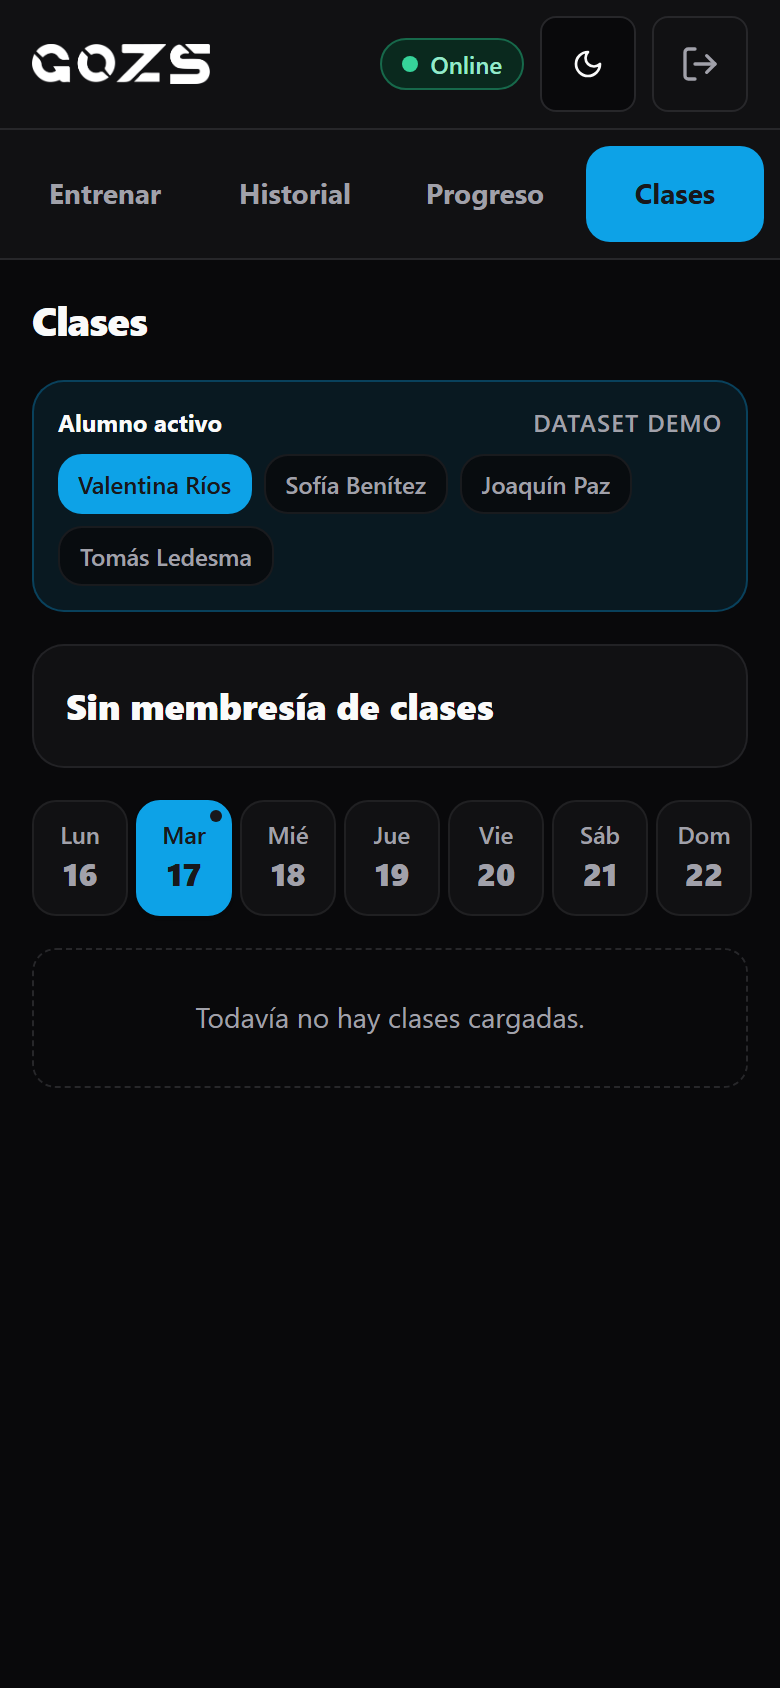 GOZS
Online
Entrenar Historial Progreso Clases
Clases
Alumno activo DATASET DEMO
Valentina Ríos Sofía Benítez Joaquín Paz
Tomás Ledesma
Sin membresía de clases
Lun Mar Mié Jue Vie Sáb Dom
16 17 18 19 20 21 22
Todavía no hay clases cargadas.